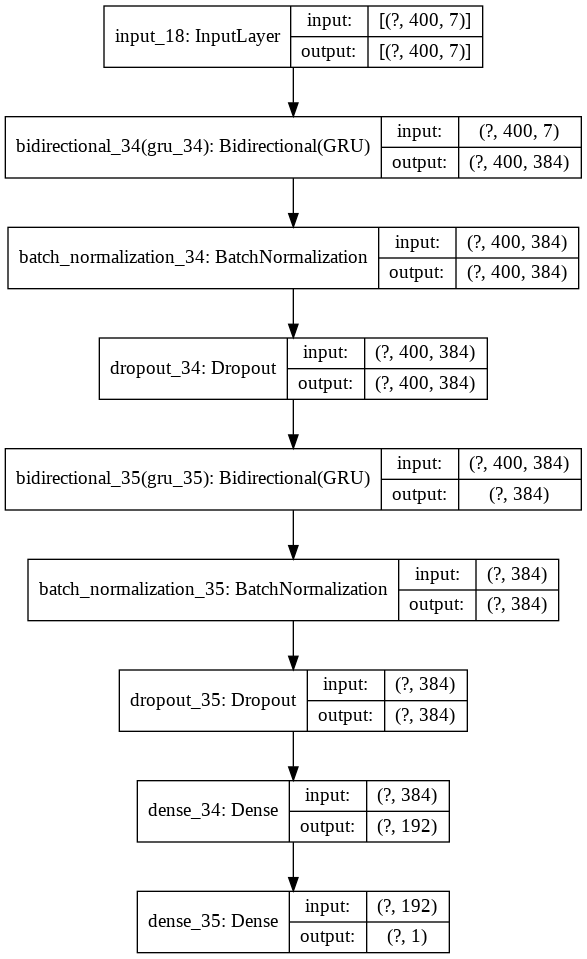 input_18: InputLayer input: [(?, 400, 7)]
output: [(?, 400, 7)]
bidirectional_34(gru_34): Bidirectional(GRU) input: (?, 400, 7)
output: (?, 400, 384)
batch_normalization_34: BatchNormalization input: (?, 400, 384)
output: (?, 400, 384)
dropout_34: Dropout input: (?, 400, 384)
output: (?, 400, 384)
bidirectional_35(gru_35): Bidirectional(GRU) input: (?, 400, 384)
output: (?, 384)
batch_normalization_35: BatchNormalization input: (?, 384)
output: (?, 384)
dropout_35: Dropout input: (?, 384)
output: (?, 384)
dense_34: Dense input: (?, 384)
output: (?, 192)
dense_35: Dense input: (?, 192)
output: (?, 1)